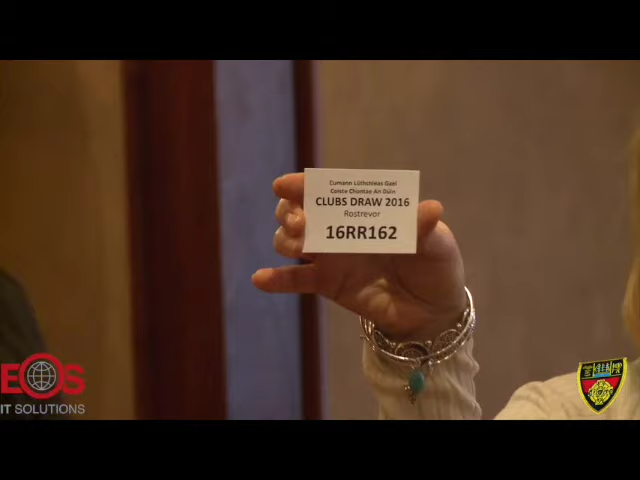 Cumann Lúthchleas Gael
Coiste Chontae An Dúin
CLUBS DRAW 2016
Rostrevor
16RR162
EOS
IT SOLUTIONS